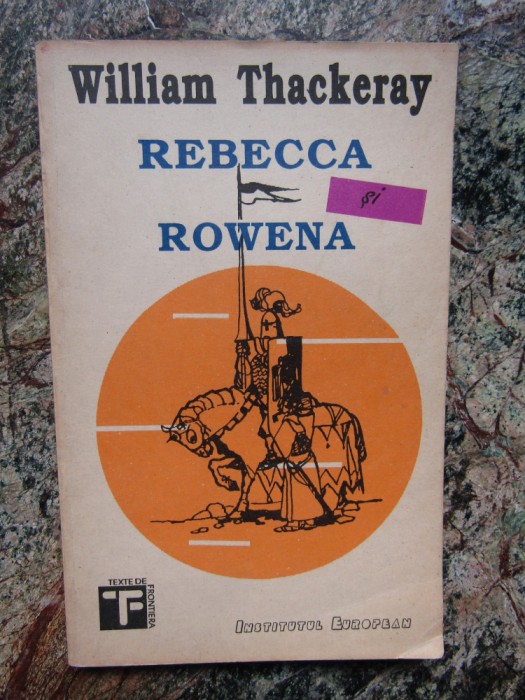 William Thackeray
REBECCA
și
ROWENA
TEXTE DE
FRONTIERA
INSTITUTUL EUROPEAN